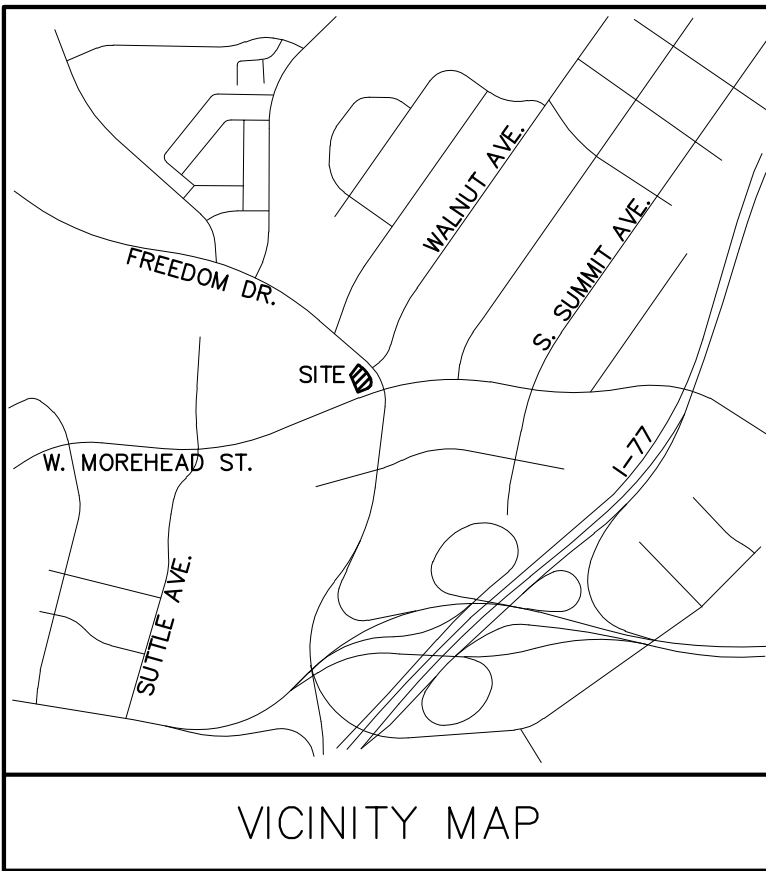 WALNUT AVE.
S. SUMMIT AVE.
FREEDOM DR.
SITE
I-77
W. MOREHEAD ST.
SUTTLE AVE.
VICINITY MAP